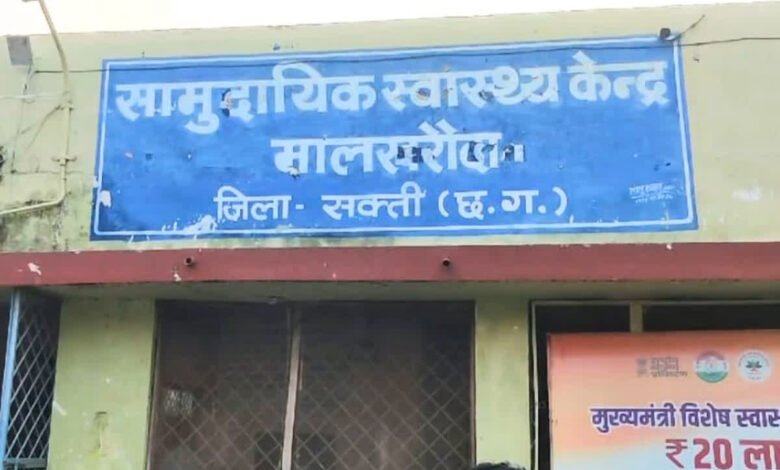 सामुदायिक स्वास्थ्य केन्द्र
मालखरौदा
जिला - सक्ती (छ.ग.)
मुख्यमंत्री विशेष स्वास
₹ 20 ला